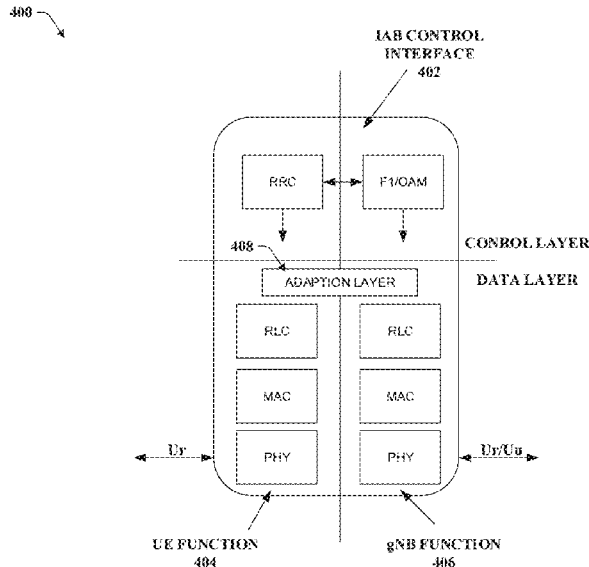 400
IAB CONTROL
INTERFACE
402
RRC
F1/OAM
408
CONROL LAYER
ADAPTION LAYER
DATA LAYER
RLC
RLC
MAC
MAC
Ur
PHY
PHY
Ur/Uu
UE FUNCTION
404
gNB FUNCTION
406